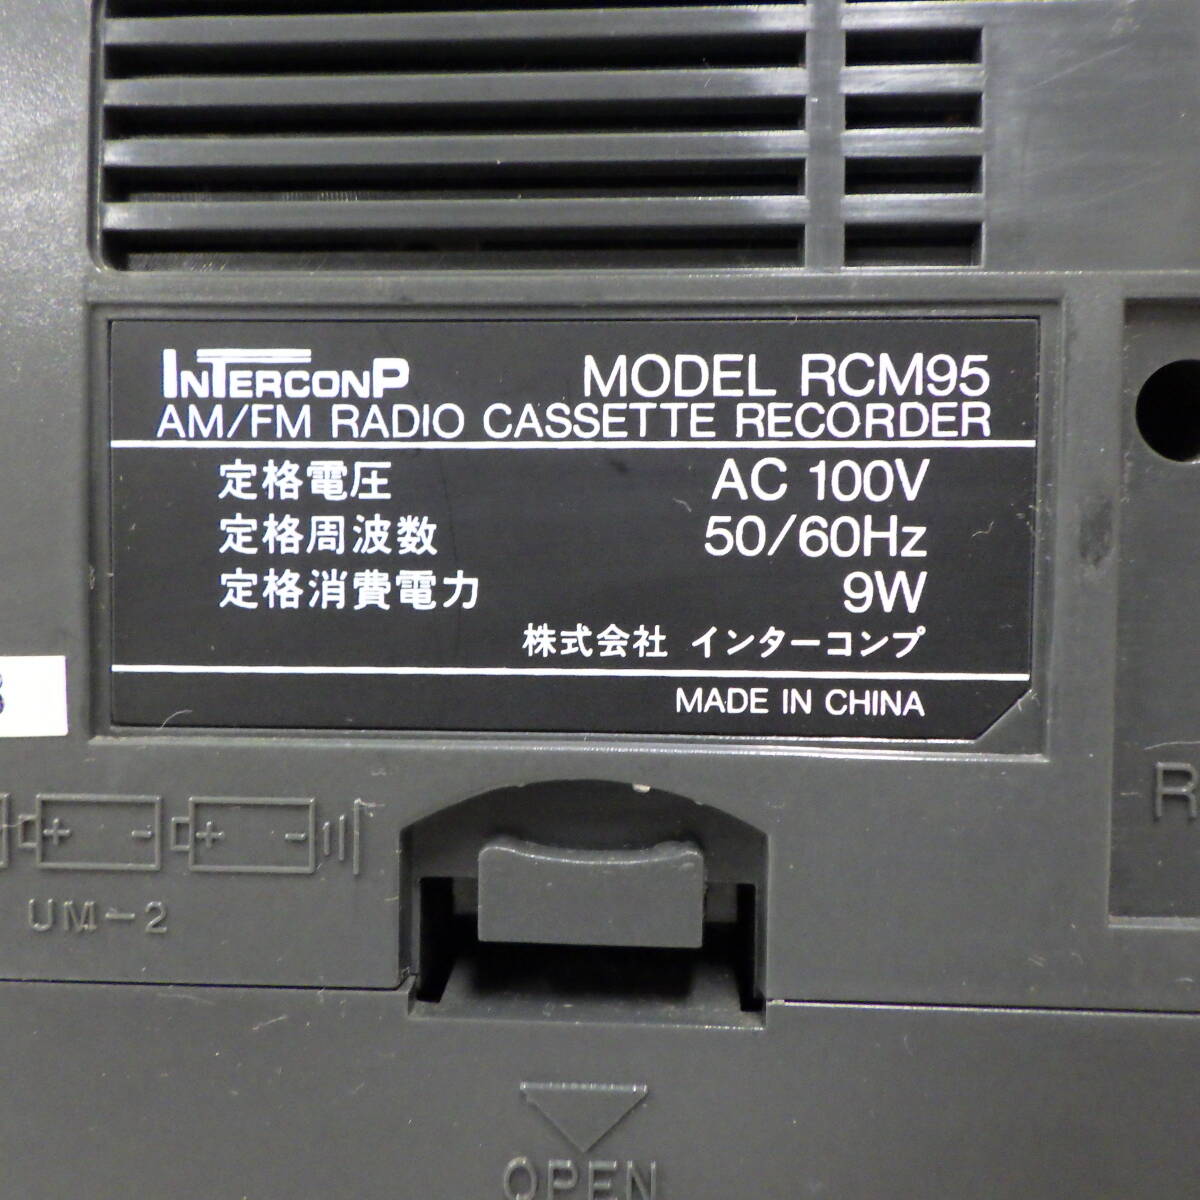 INTERCONP MODEL RCM95
AM/FM RADIO CASSETTE RECORDER
定格電圧 AC 100V
定格周波数 50/60Hz
定格消費電力 9W
株式会社 インターコンプ
MADE IN CHINA
+ - + -
UM-2
OPEN